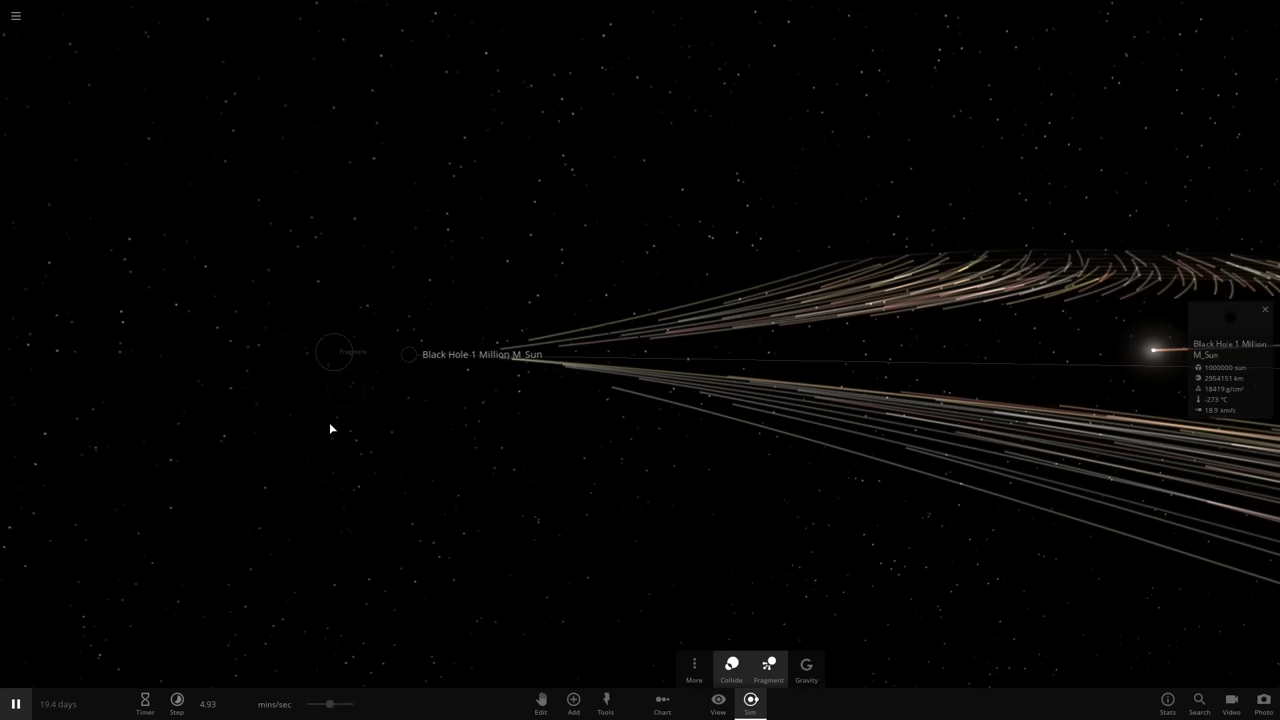 Fragment
Black Hole 1 Million M_Sun
Black Hole 1 Million
M_Sun
1000000 sun
2954151 km
18419 g/cm³
-273 °C
18.9 km/s
More
Collide
Fragment
Gravity
19.4 days
Timer
Step
4.93
mins/sec
Edit
Add
Tools
Chart
View
Sim
Stats
Search
Video
Photo